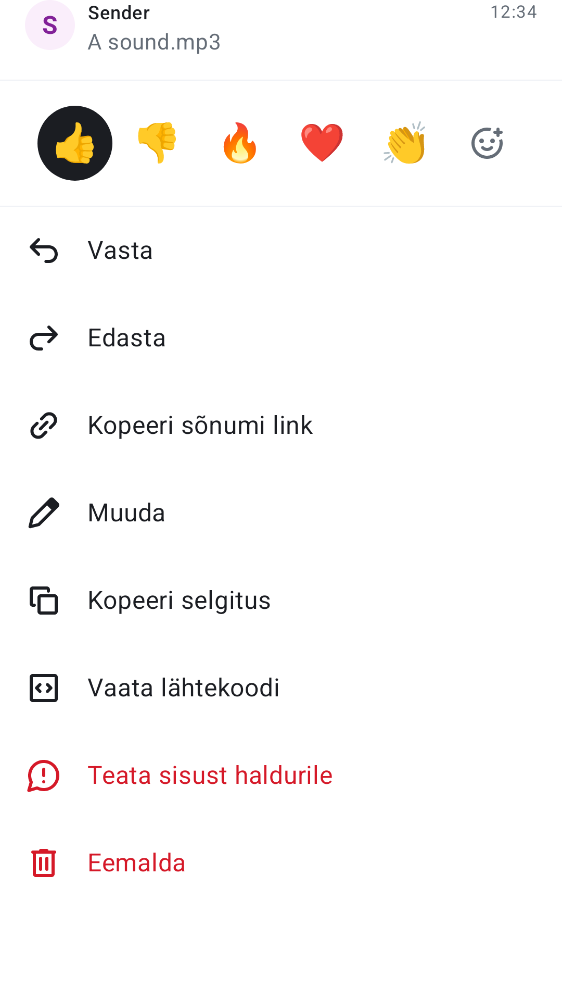 S
Sender
12:34
A sound.mp3
Vasta
Edasta
Kopeeri sõnumi link
Muuda
Kopeeri selgitus
Vaata lähtekoodi
Teata sisust haldurile
Eemalda